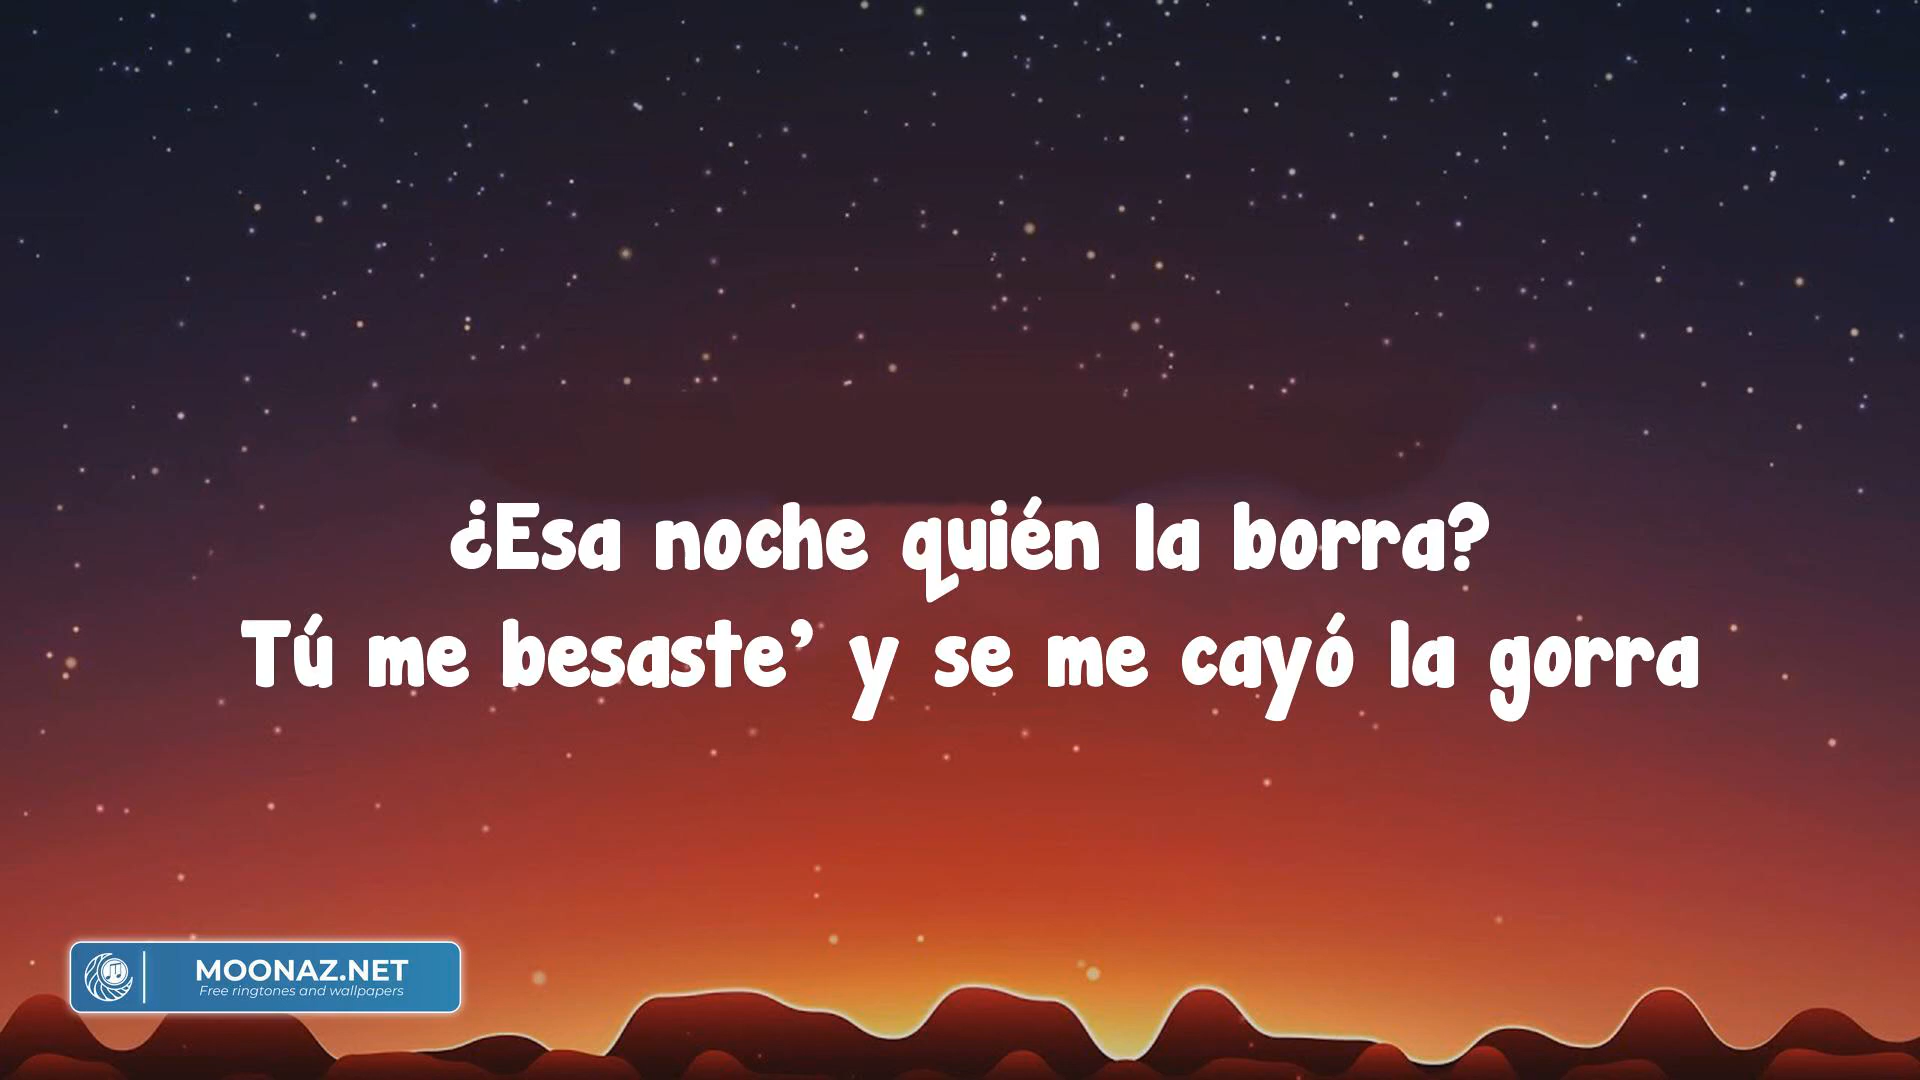 ¿Esa noche quién la borra?
Tú me besaste’ y se me cayó la gorra
MOONAZ.NET
Free ringtones and wallpapers